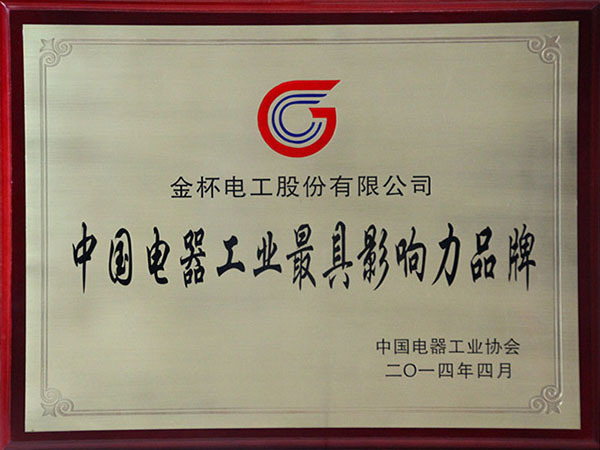 金杯电工股份有限公司
中国电器工业最具影响力品牌
中国电器工业协会
二〇一四年四月